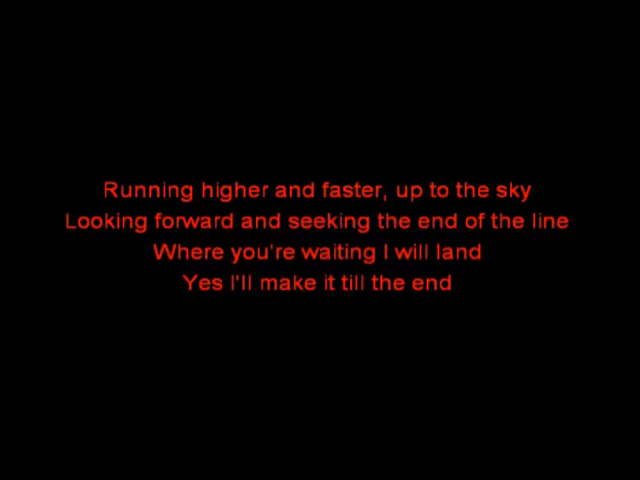 Running higher and faster, up to the sky
Looking forward and seeking the end of the line
Where you're waiting I will land
Yes I'll make it till the end